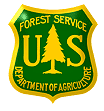 FOREST SERVICE
U S
DEPARTMENT OF AGRICULTURE